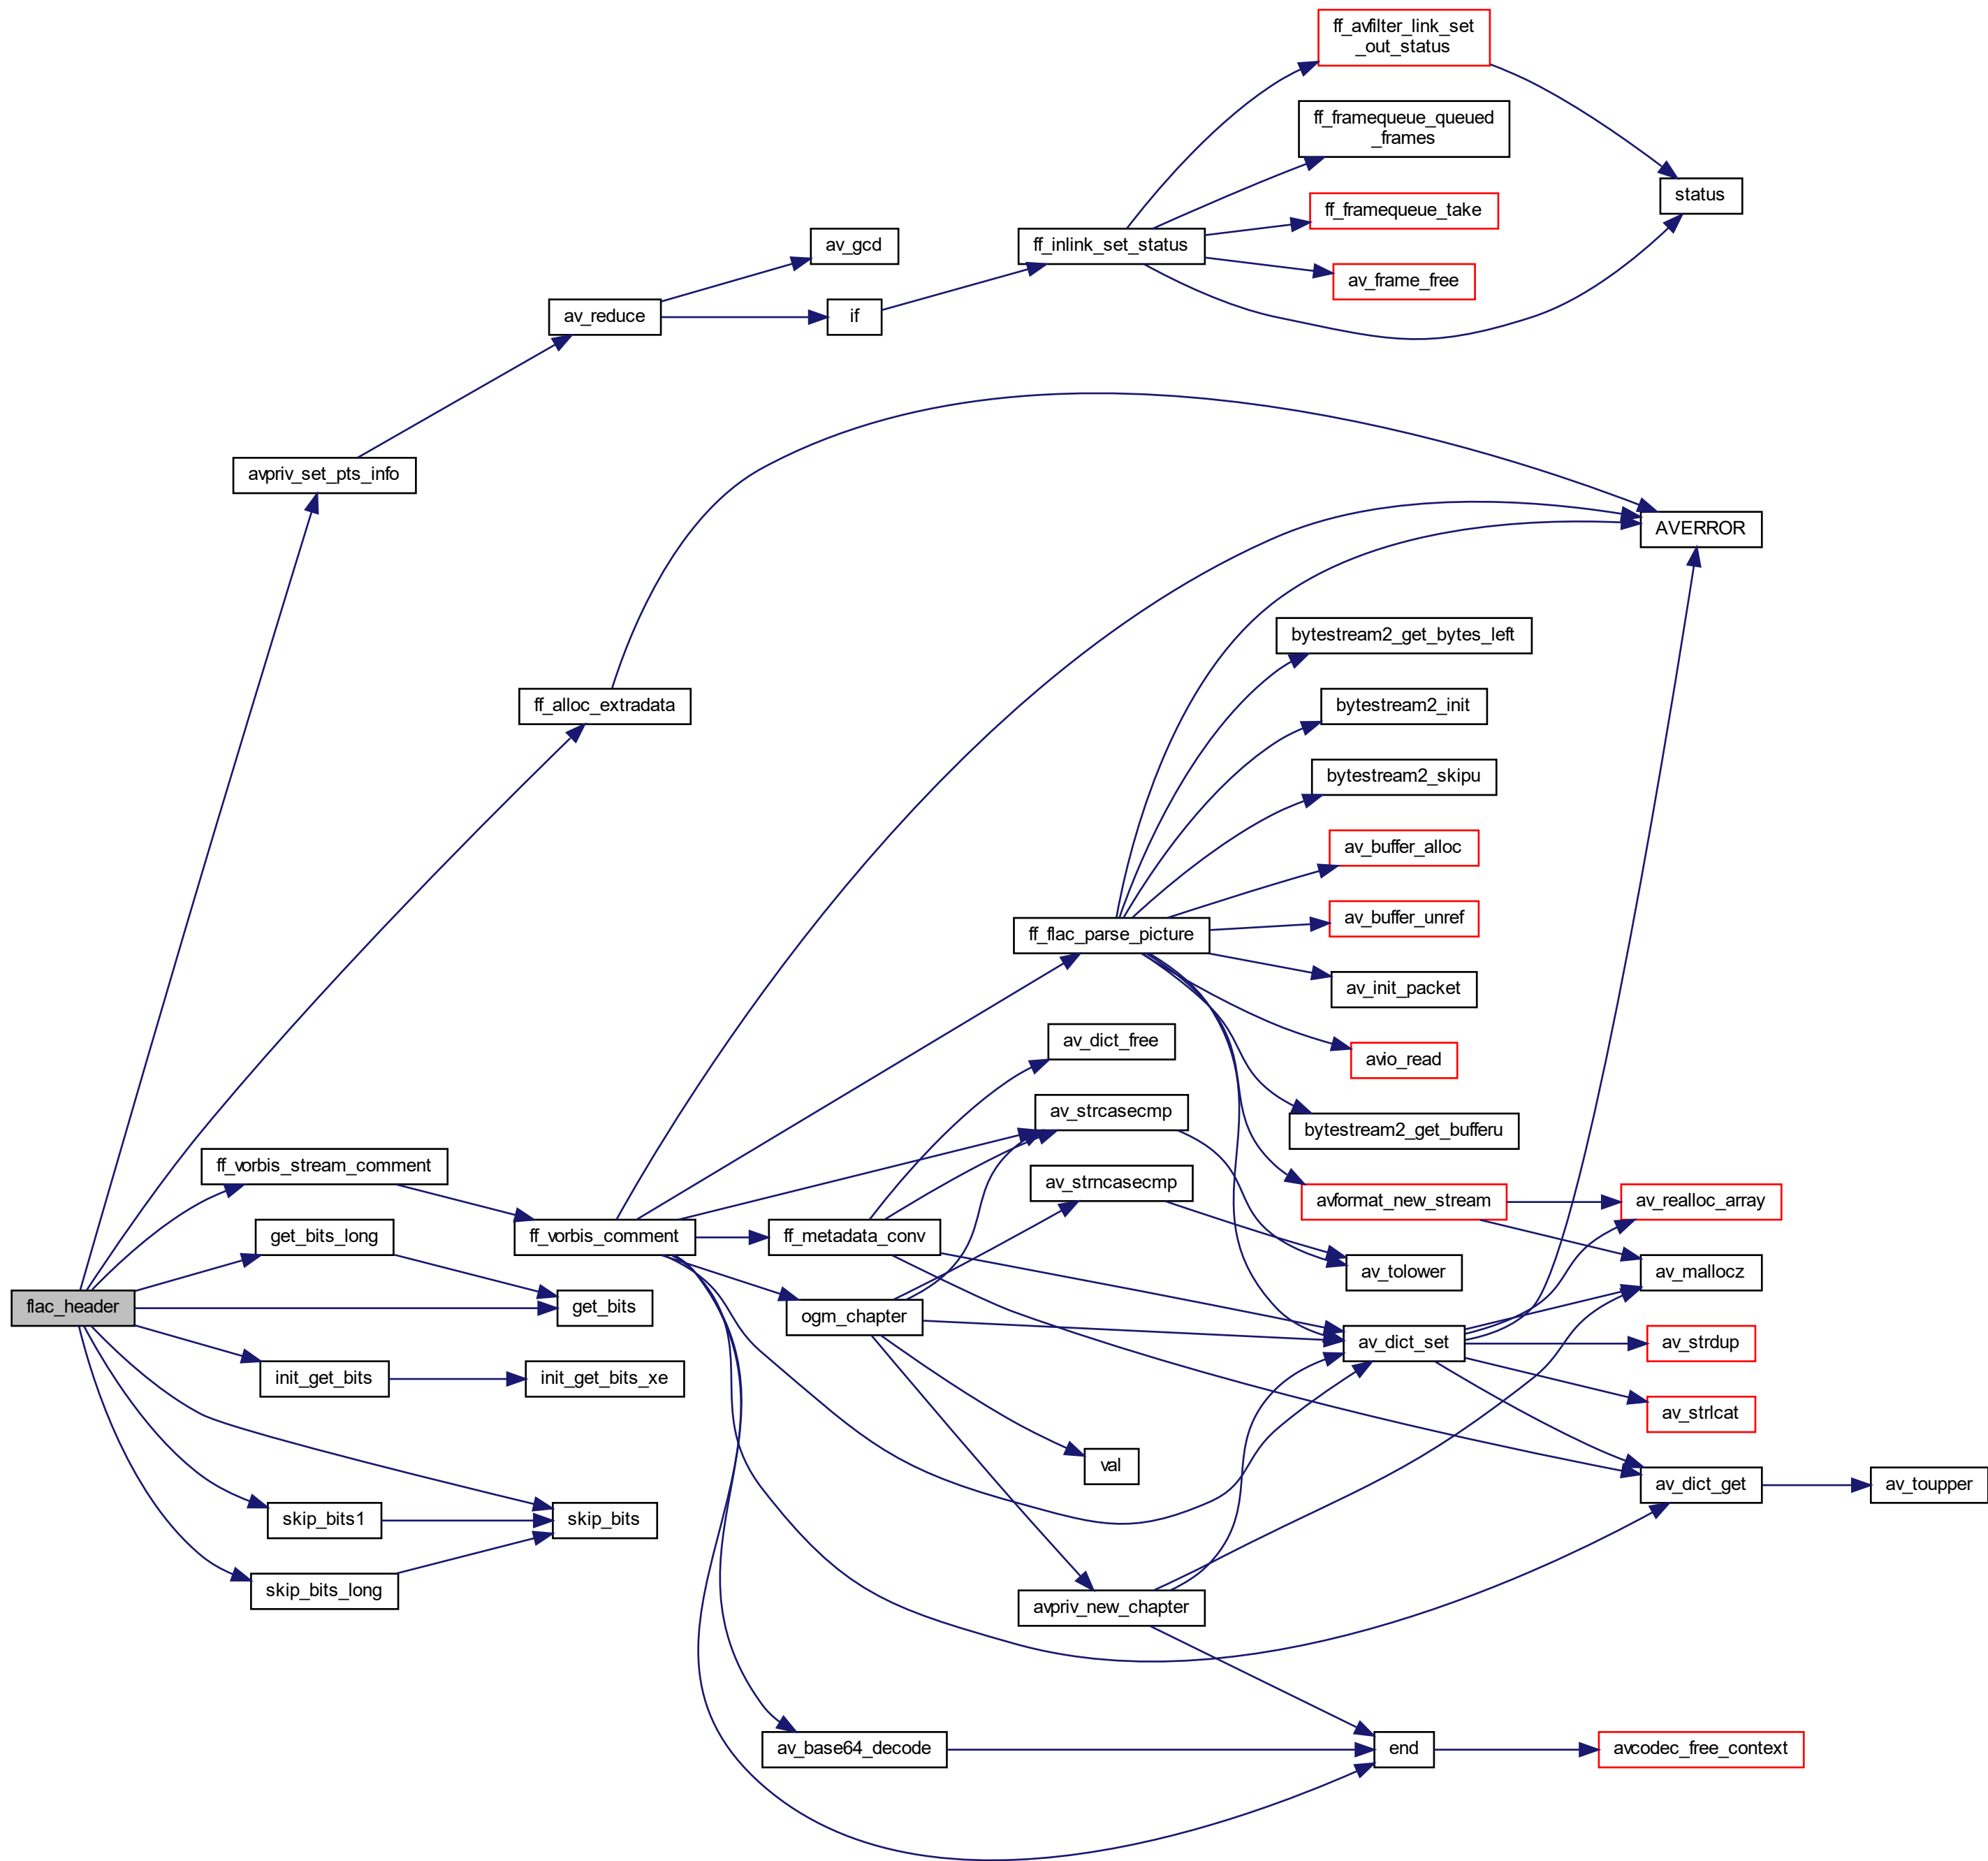 ff_avfilter_link_set
_out_status
ff_framequeue_queued
_frames
status
ff_framequeue_take
av_gcd
ff_inlink_set_status
av_frame_free
av_reduce
if
avpriv_set_pts_info
AVERROR
bytestream2_get_bytes_left
ff_alloc_extradata
bytestream2_init
bytestream2_skipu
av_buffer_alloc
av_buffer_unref
ff_flac_parse_picture
av_init_packet
av_dict_free
avio_read
av_strcasecmp
bytestream2_get_bufferu
ff_vorbis_stream_comment
av_strncasecmp
avformat_new_stream
av_realloc_array
get_bits_long
ff_vorbis_comment
ff_metadata_conv
av_tolower
av_mallocz
flac_header
get_bits
ogm_chapter
av_dict_set
av_strdup
init_get_bits
init_get_bits_xe
av_strlcat
val
av_dict_get
av_toupper
skip_bits1
skip_bits
skip_bits_long
avpriv_new_chapter
av_base64_decode
end
avcodec_free_context